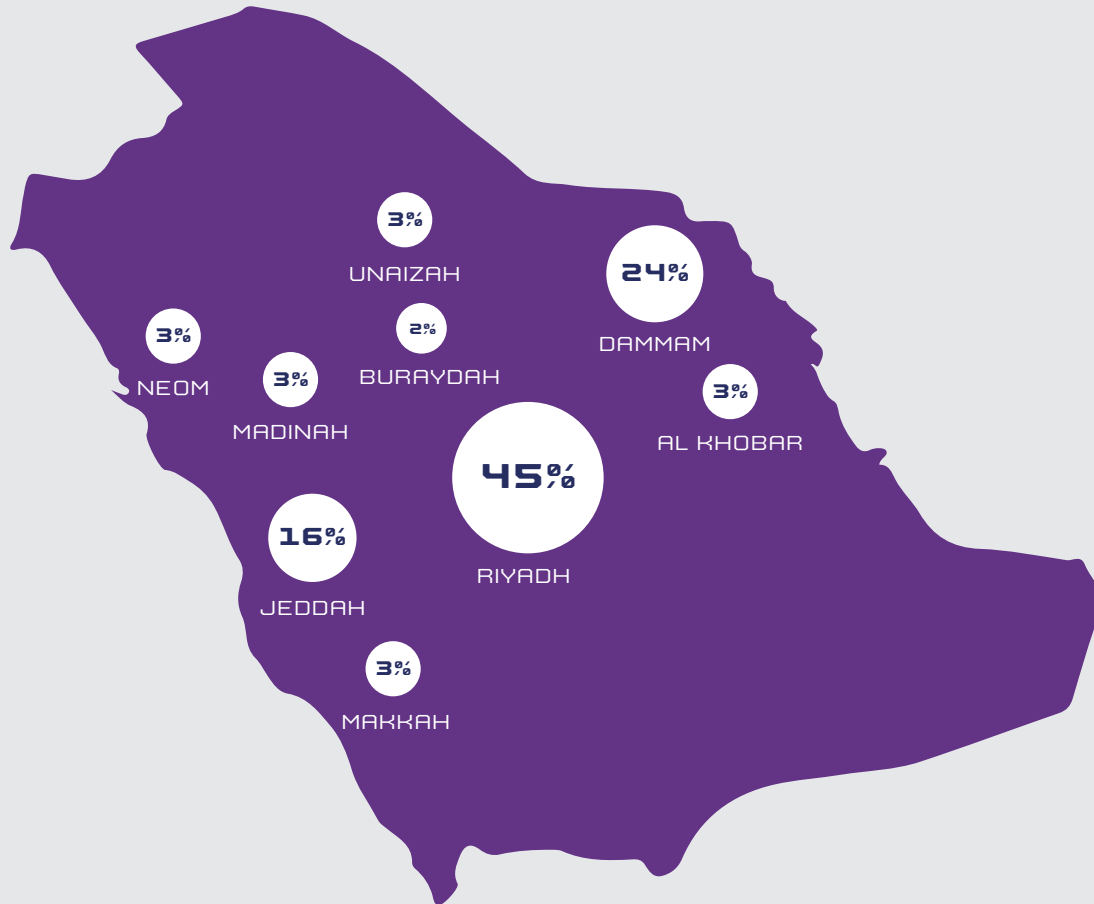 3%
UNAIZAH
24%
DAMMAM
2%
BURAYDAH
3%
NEOM
3%
MADINAH
3%
AL KHOBAR
45%
RIYADH
16%
JEDDAH
3%
MAKKAH